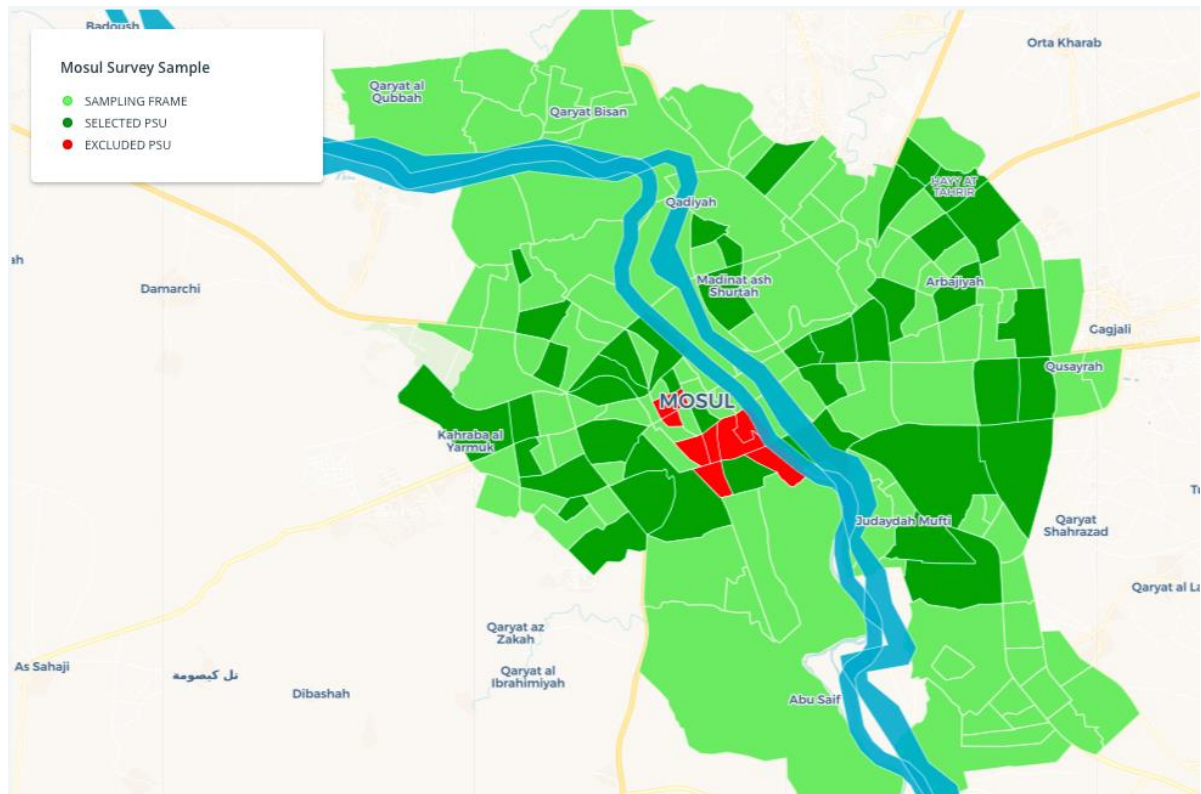 Badoush
Mosul Survey Sample
SAMPLING FRAME
SELECTED PSU
EXCLUDED PSU
Orta Kharab
Qaryat al
Qubbah
Qaryat Bisan
HAYY AT
TAHRIR
Qadiyah
ah
Damarchi
Madinat ash
Shurtah
Arbajiyah
Gagjali
Qusayrah
MOSUL
Kahraba al
Yarmuk
Judaydah Mufti
Qaryat
Shahrazad
Qaryat al La
Qaryat az
Zakah
As Sahaji
تل كيصومة
Qaryat al
Ibrahimiyah
Dibashah
Abu Saif